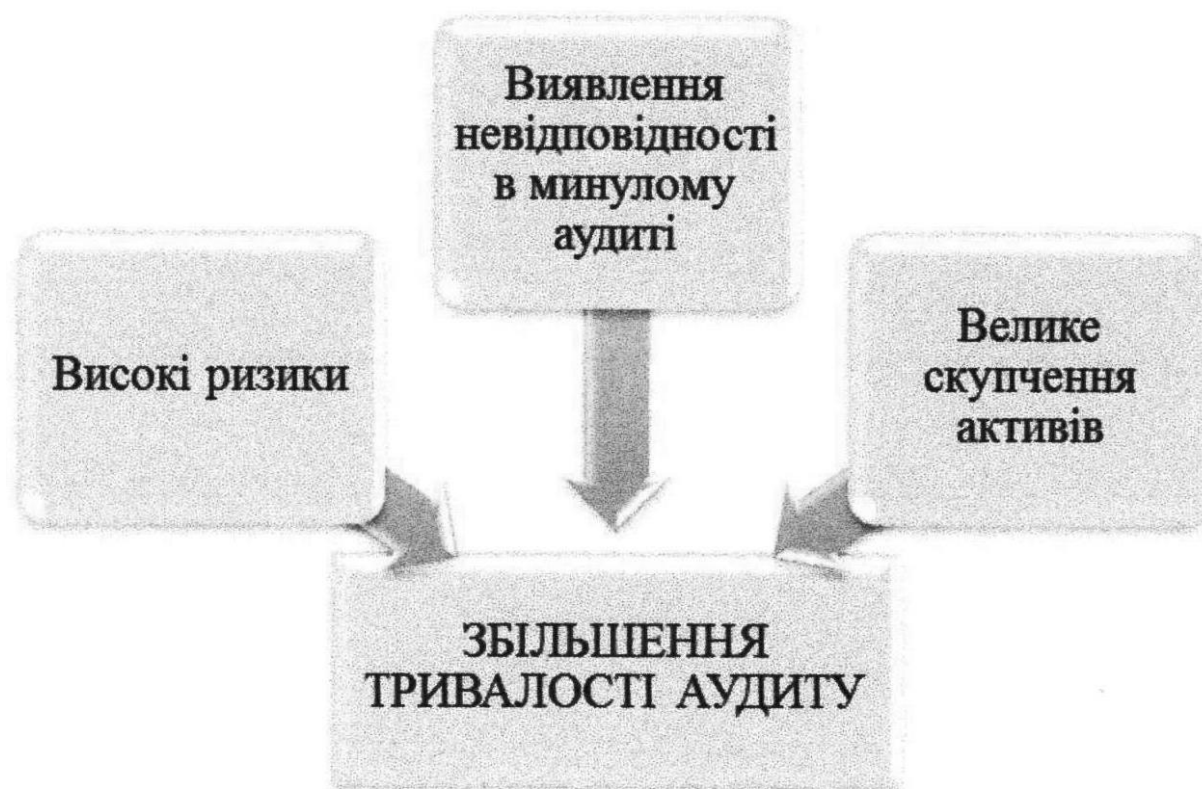 Виявлення
невідповідності
в минулому
аудиті
Високі ризики
Велике
скупчення
активів
ЗБІЛЬШЕННЯ
ТРИВАЛОСТІ АУДИТУ